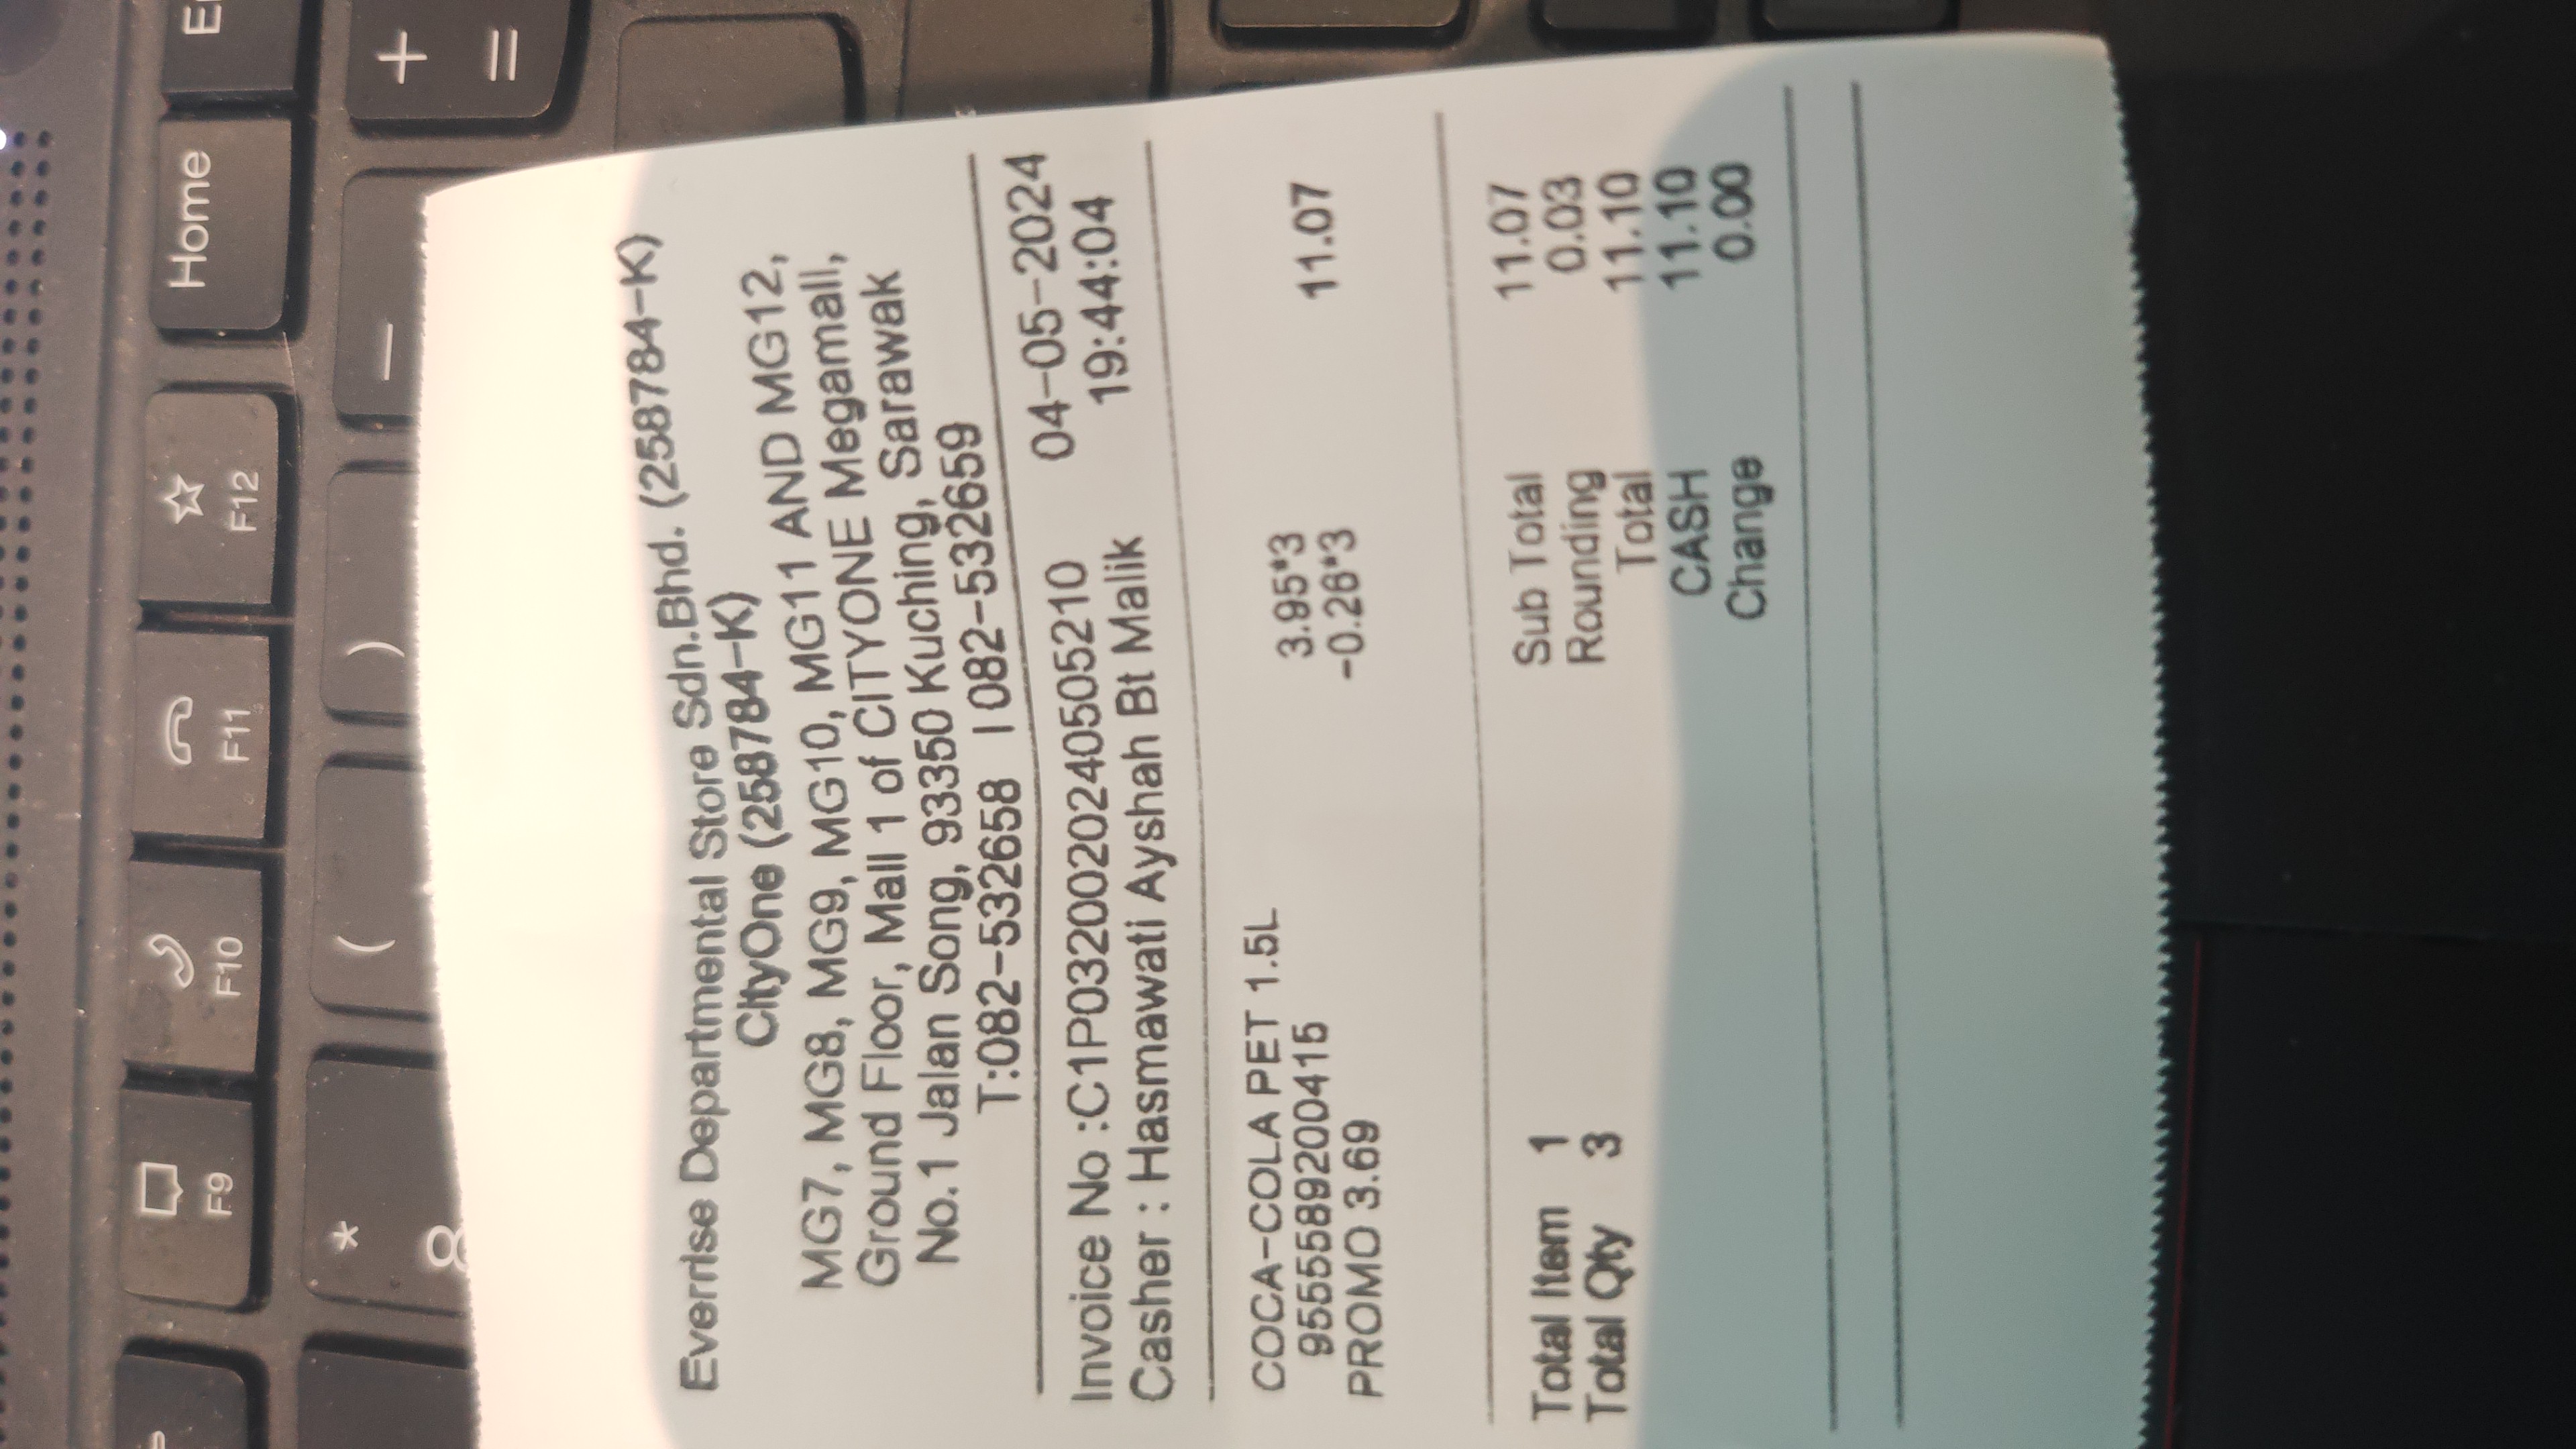 F9
F10
F11
F12
Home
*
(
)
—
+
8
=
Everrise Departmental Store Sdn.Bhd. (258784-K)
CityOne (258784-K)
MG7, MG8, MG9, MG10, MG11 AND MG12,
Ground Floor, Mall 1 of CITYONE Megamall,
No.1 Jalan Song, 93350 Kuching, Sarawak
T:082-532658 | 082-532659
Invoice No :C1P0320020240505210 04-05-2024
Casher : Hasmawati Ayshah Bt Malik 19:44:04
COCA-COLA PET 1.5L
9555589200415 3.95*3 11.07
PROMO 3.69 -0.26*3
Total Item 1 Sub Total 11.07
Total Qty 3 Rounding 0.03
Total 11.10
CASH 11.10
Change 0.00